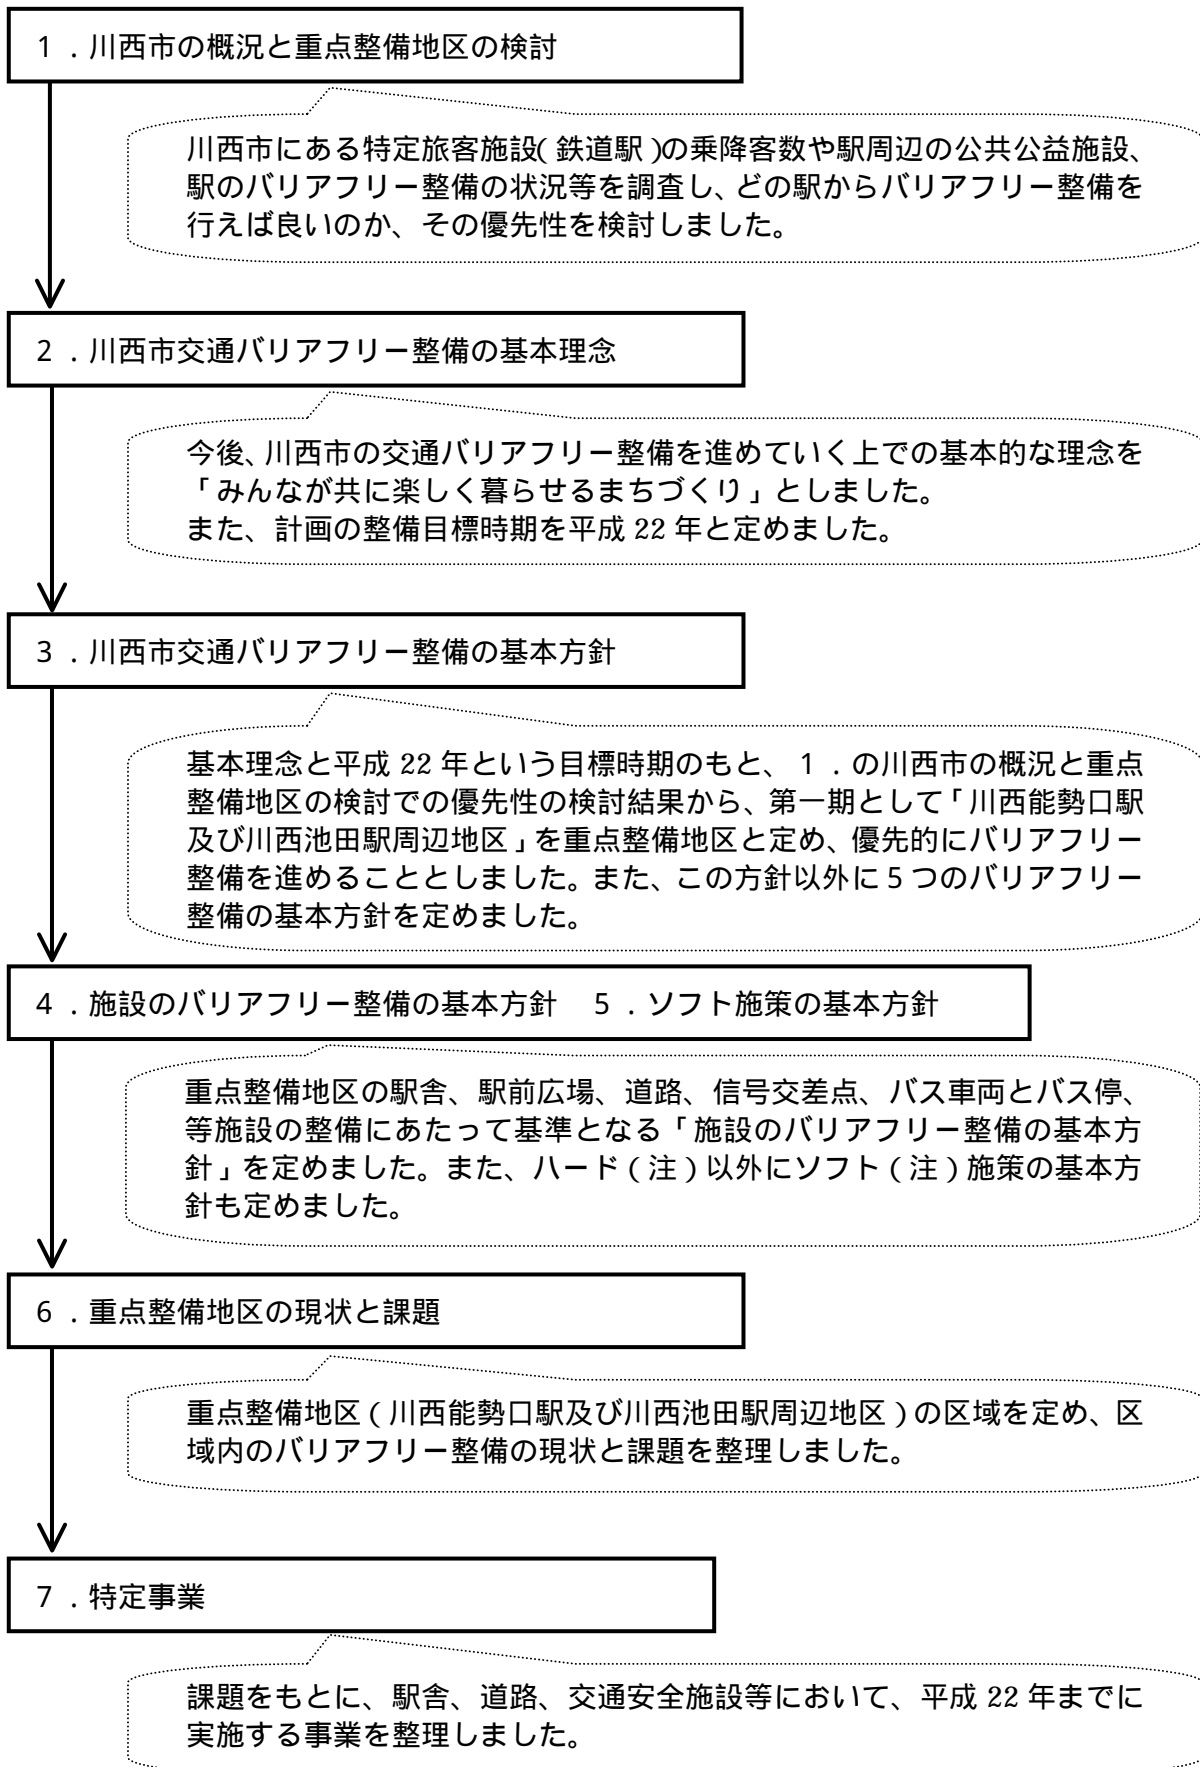 1．川西市の概況と重点整備地区の検討
川西市にある特定旅客施設(鉄道駅)の乗降客数や駅周辺の公共公益施設、
駅のバリアフリー整備の状況等を調査し、どの駅からバリアフリー整備を
行えば良いのか、その優先性を検討しました。
2．川西市交通バリアフリー整備の基本理念
今後、川西市の交通バリアフリー整備を進めていく上での基本的な理念を
「みんなが共に楽しく暮らせるまちづくり」としました。
また、計画の整備目標時期を平成 22 年と定めました。
3．川西市交通バリアフリー整備の基本方針
基本理念と平成 22 年という目標時期のもと、1．の川西市の概況と重点
整備地区の検討での優先性の検討結果から、第一期として「川西能勢口駅
及び川西池田駅周辺地区」を重点整備地区と定め、優先的にバリアフリー
整備を進めることとしました。また、この方針以外に5つのバリアフリー
整備の基本方針を定めました。
4．施設のバリアフリー整備の基本方針　5．ソフト施策の基本方針
重点整備地区の駅舎、駅前広場、道路、信号交差点、バス車両とバス停、
等施設の整備にあたって基準となる「施設のバリアフリー整備の基本方
針」を定めました。また、ハード(注)以外にソフト(注)施策の基本方
針も定めました。
6．重点整備地区の現状と課題
重点整備地区(川西能勢口駅及び川西池田駅周辺地区)の区域を定め、区
域内のバリアフリー整備の現状と課題を整理しました。
7．特定事業
課題をもとに、駅舎、道路、交通安全施設等において、平成 22 年までに
実施する事業を整理しました。